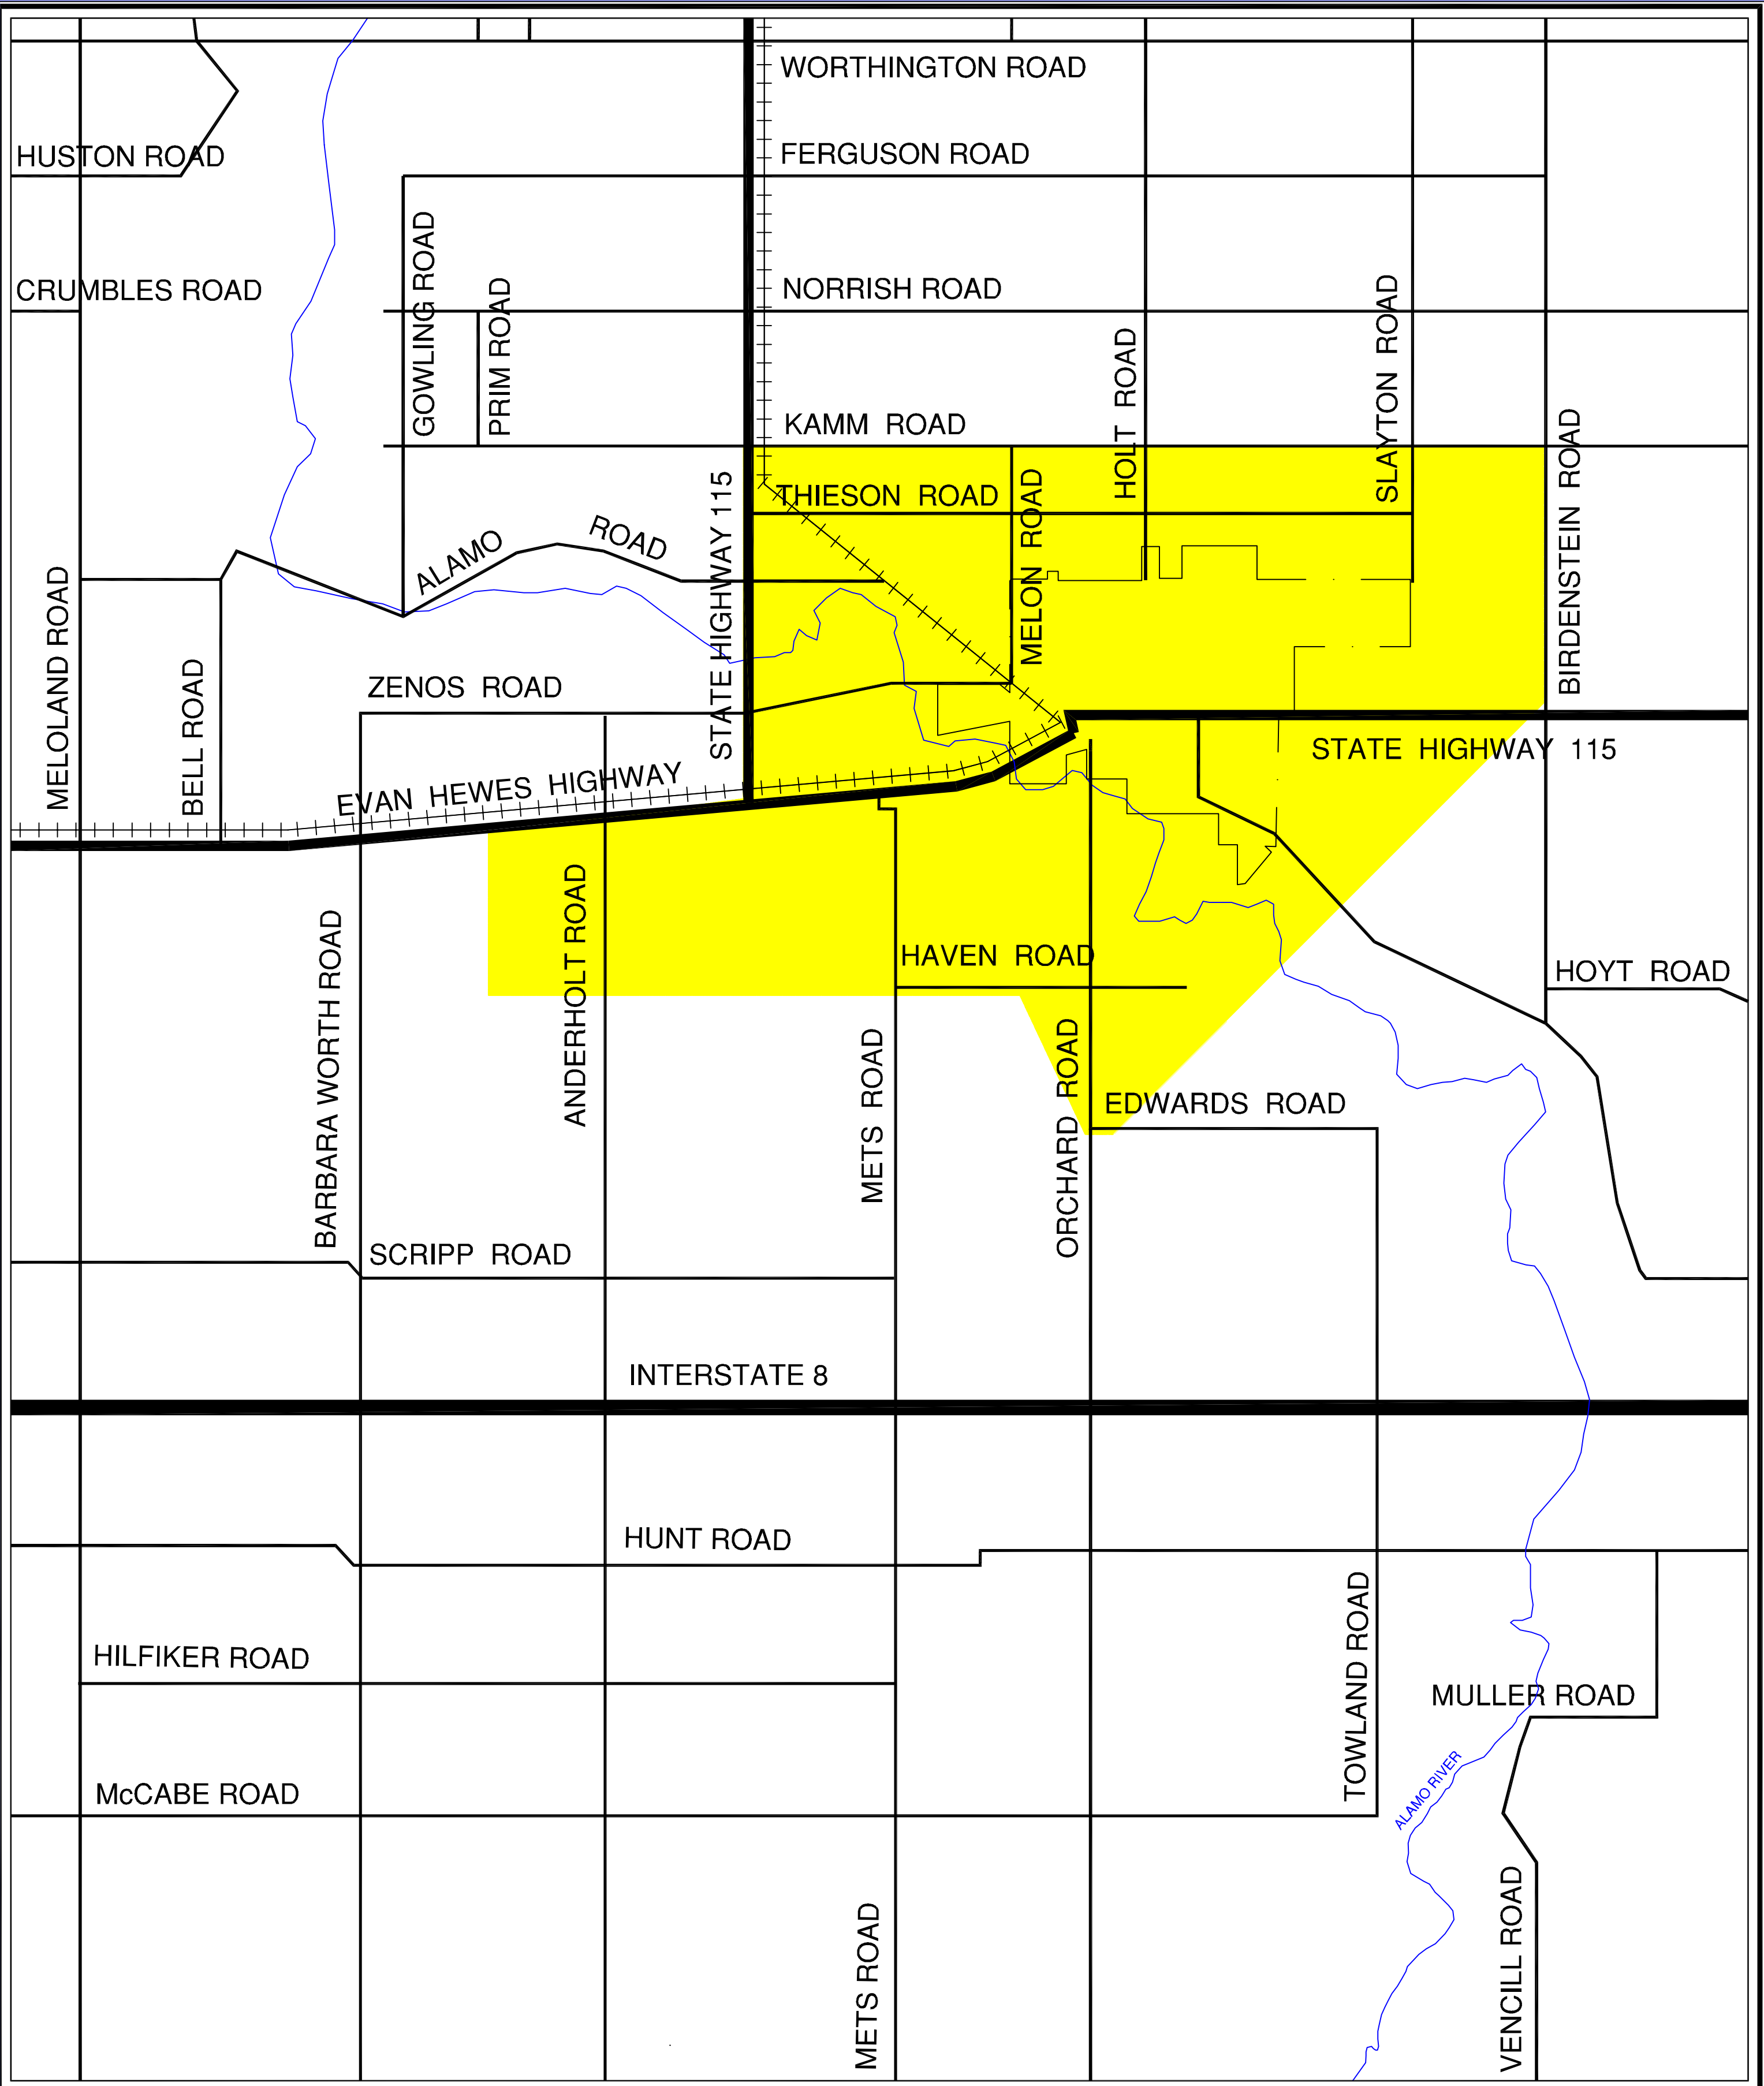 WORTHINGTON ROAD
HUSTON ROAD
FERGUSON ROAD
CRUMBLES ROAD
GOWLING ROAD
PRIM ROAD
NORRISH ROAD
HOLT ROAD
SLAYTON ROAD
KAMM ROAD
BIRDENSTEIN ROAD
STATE HIGHWAY 115
THIESON ROAD
MELON ROAD
ALAMO ROAD
MELOLAND ROAD
BELL ROAD
ZENOS ROAD
STATE HIGHWAY 115
EVAN HEWES HIGHWAY
BARBARA WORTH ROAD
ANDERHOLT ROAD
HAVEN ROAD
HOYT ROAD
METS ROAD
ORCHARD ROAD
EDWARDS ROAD
SCRIPP ROAD
INTERSTATE 8
HUNT ROAD
TOWLAND ROAD
HILFIKER ROAD
MULLER ROAD
McCABE ROAD
ALAMO RIVER
METS ROAD
VENCILL ROAD